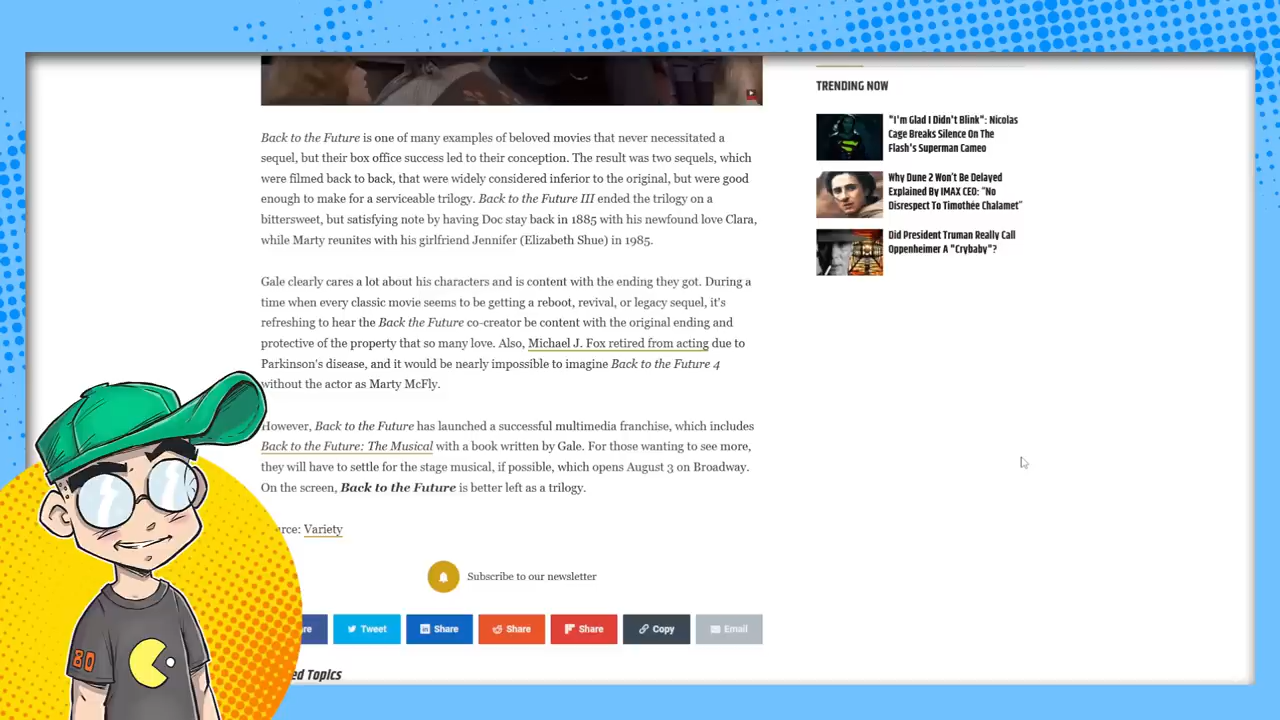 Back to the Future is one of many examples of beloved movies that never necessitated a
sequel, but their box office success led to their conception. The result was two sequels, which
were filmed back to back, that were widely considered inferior to the original, but were good
enough to make for a serviceable trilogy. Back to the Future III ended the trilogy on a
bittersweet, but satisfying note by having Doc stay back in 1885 with his newfound love Clara,
while Marty reunites with his girlfriend Jennifer (Elizabeth Shue) in 1985.
Gale clearly cares a lot about his characters and is content with the ending they got. During a
time when every classic movie seems to be getting a reboot, revival, or legacy sequel, it's
refreshing to hear the Back the Future co-creator be content with the original ending and
protective of the property that so many love. Also, Michael J. Fox retired from acting due to
Parkinson's disease, and it would be nearly impossible to imagine Back to the Future 4
without the actor as Marty McFly.
However, Back to the Future has launched a successful multimedia franchise, which includes
Back to the Future: The Musical with a book written by Gale. For those wanting to see more,
they will have to settle for the stage musical, if possible, which opens August 3 on Broadway.
On the screen, Back to the Future is better left as a trilogy.
Variety
Subscribe to our newsletter
Tweet
Share
Share
Share
Copy
Email
Topics
TRENDING NOW
"I'm Glad I Didn't Blink": Nicolas
Cage Breaks Silence On The
Flash's Superman Cameo
Why Dune 2 Won't Be Delayed
Explained By IMAX CEO: "No
Disrespect To Timothée Chalamet"
Did President Truman Really Call
Oppenheimer A "Crybaby"?
80